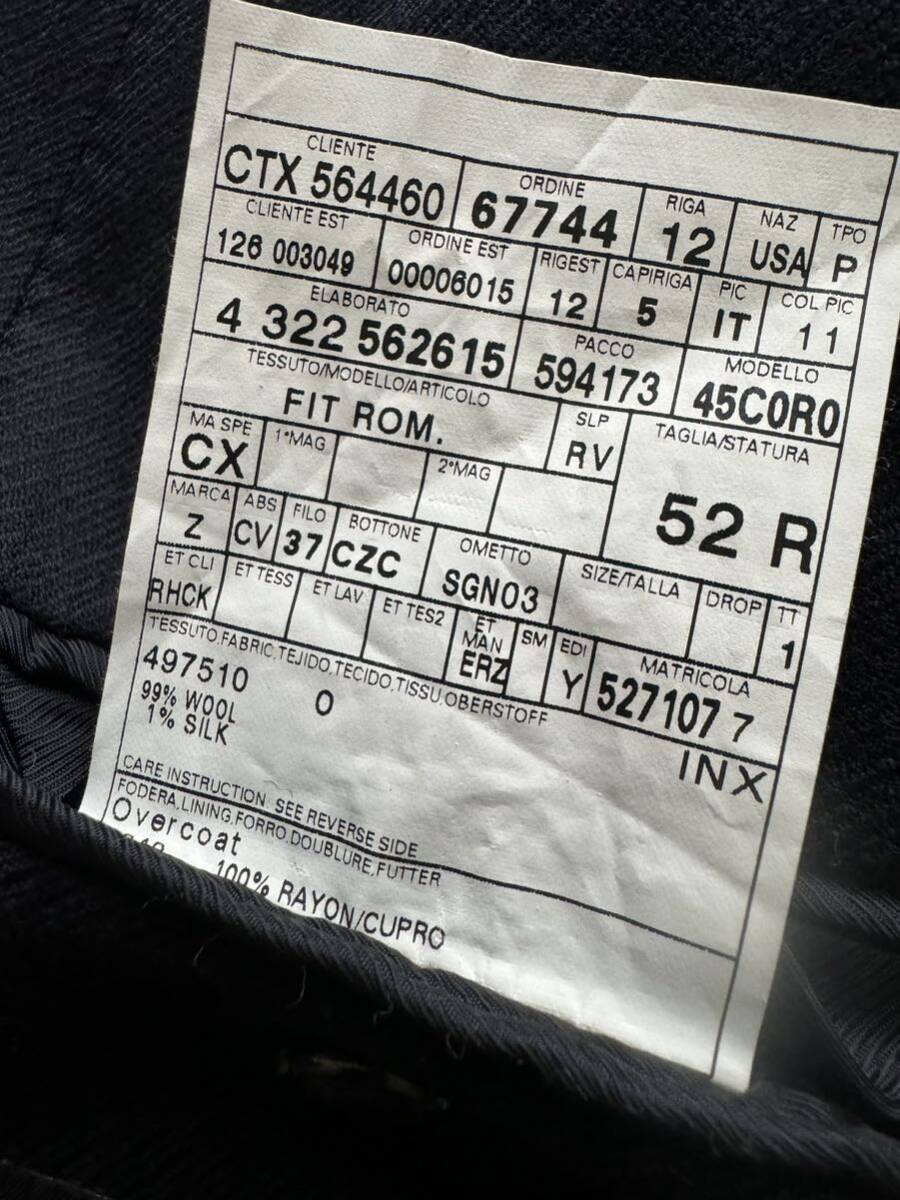 CLIENTE ORDINE RIGA NAZ TPO
CTX 564460 67744 12 USA P
CLIENTE EST ORDINE EST RIGEST CAPIRIGA PIC COL PIC
126 003049 00006015 12 5 IT 11
ELABORATO PACCO MODELLO
4 322 562615 594173 45C0R0
TESSUTO/MODELLO/ARTICOLO SLP TAGLIA/STATURA
FIT ROM. RV 52 R
MA SPE 1°MAG 2°MAG
CX
MARCA ABS FILO BOTTONE OMETTO SIZE/TALLA DROP TT
Z CV 37 CZC SGN03 1
ET CLI ET TESS ET LAV ET TES2 ET MAN SM EDI MATRICOLA
RHCK ERZ Y 527107 7
TESSUTO,FABRIC,TEJIDO,TECIDO,TISSU,OBERSTOFF
497510 0 INX
99% WOOL
1% SILK
CARE INSTRUCTION SEE REVERSE SIDE
FODERA,LINING,FORRO,DOUBLURE,FUTTER
Overcoat
100% RAYON/CUPRO